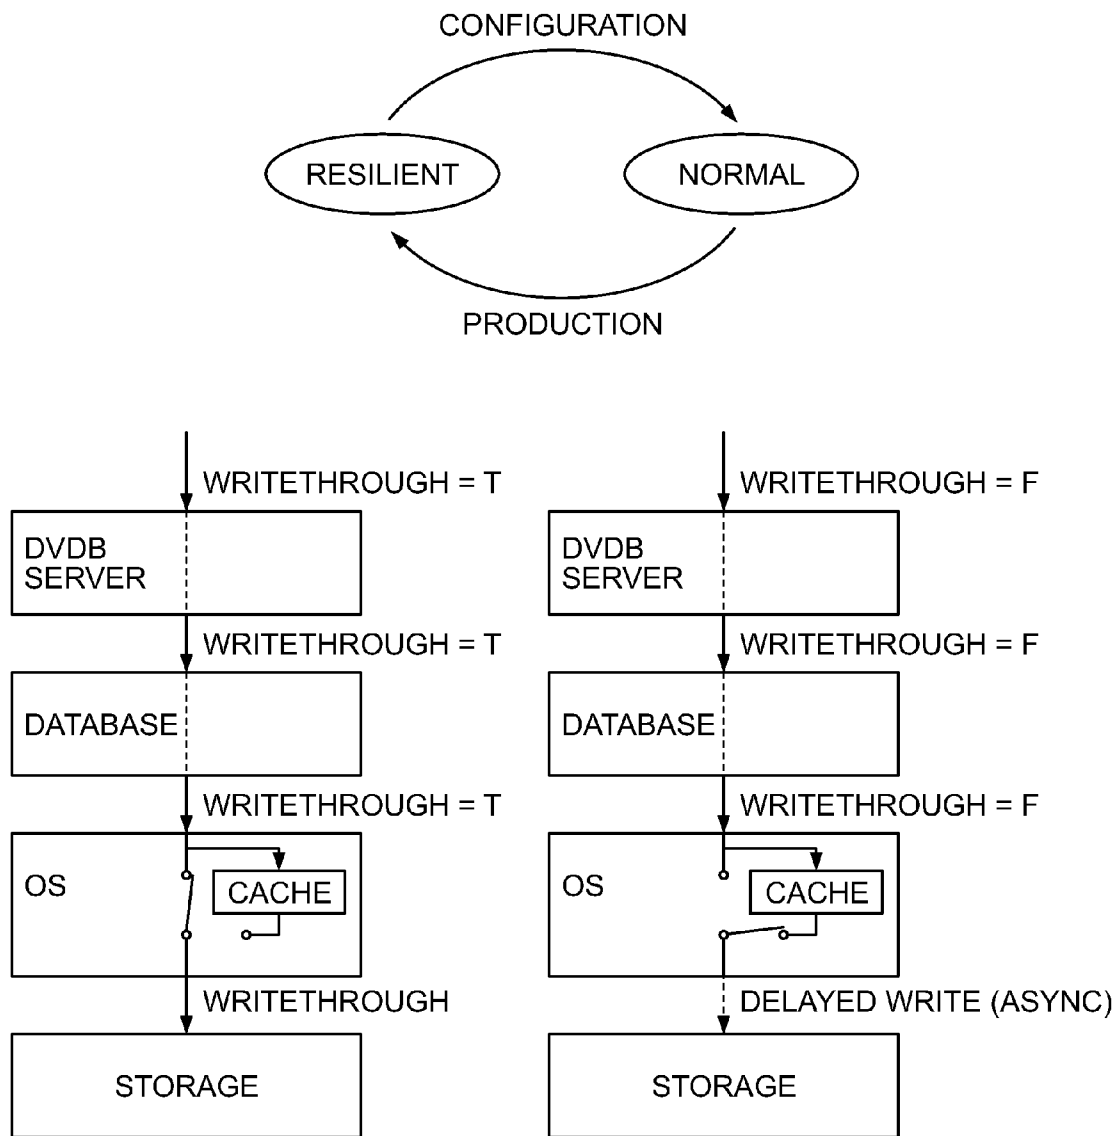 CONFIGURATION
RESILIENT
NORMAL
PRODUCTION
WRITETHROUGH = T
DVDB
SERVER
WRITETHROUGH = T
DATABASE
WRITETHROUGH = T
OS
CACHE
WRITETHROUGH
STORAGE
WRITETHROUGH = F
DVDB
SERVER
WRITETHROUGH = F
DATABASE
WRITETHROUGH = F
OS
CACHE
DELAYED WRITE (ASYNC)
STORAGE